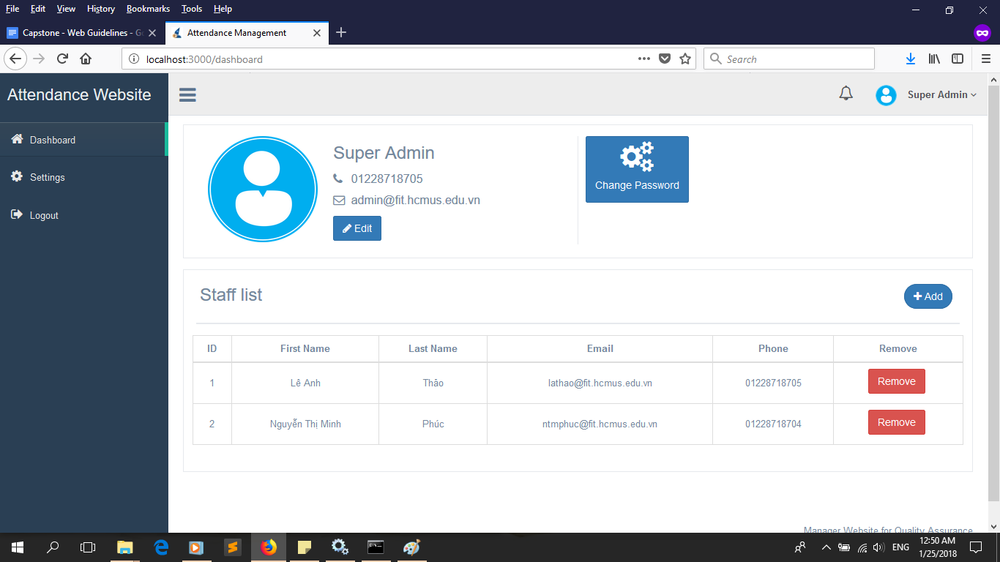 File Edit View History Bookmarks Tools Help
Capstone - Web Guidelines - G
Attendance Management
localhost:3000/dashboard
Search
Attendance Website
Super Admin
Dashboard
Settings
Logout
Super Admin
01228718705
admin@fit.hcmus.edu.vn
Edit
Change Password
Staff list
Add
ID First Name Last Name Email Phone Remove
1 Lê Anh Thảo lathao@fit.hcmus.edu.vn 01228718705 Remove
2 Nguyễn Thị Minh Phúc ntmphuc@fit.hcmus.edu.vn 01228718704 Remove
Manager Website for Quality Assurance
ENG
12:50 AM
1/25/2018